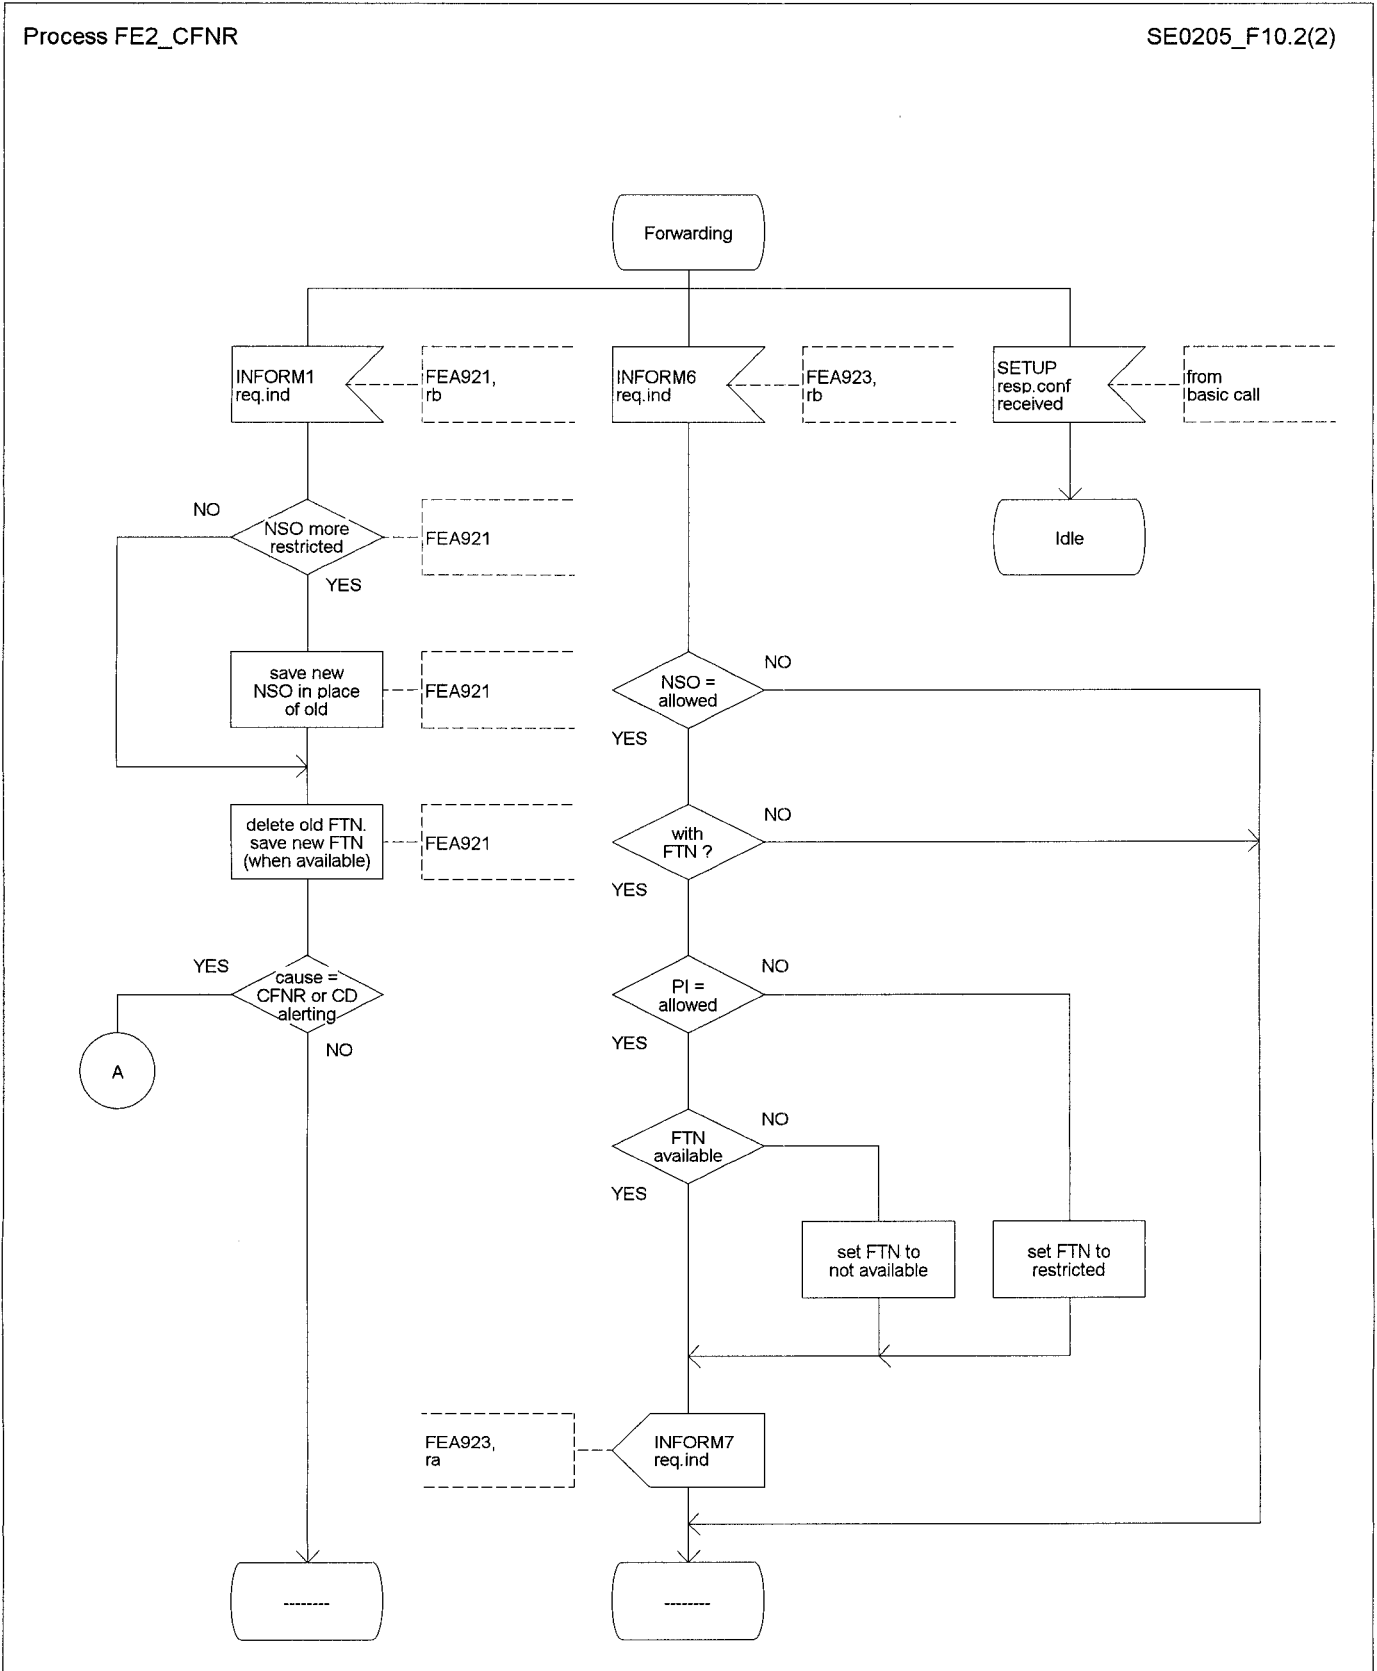 Process FE2_CFNR
SE0205_F10.2(2)
Forwarding
INFORM1
req.ind
FEA921,
rb
INFORM6
req.ind
FEA923,
rb
SETUP
resp.conf
received
from
basic call
NO
NSO more
restricted
FEA921
YES
Idle
save new
NSO in place
of old
FEA921
NSO =
allowed
NO
YES
delete old FTN.
save new FTN
(when available)
FEA921
with
FTN ?
NO
YES
YES
cause =
CFNR or CD
alerting
NO
A
PI =
allowed
NO
YES
FTN
available
NO
YES
set FTN to
not available
set FTN to
restricted
FEA923,
ra
INFORM7
req.ind
--------
--------